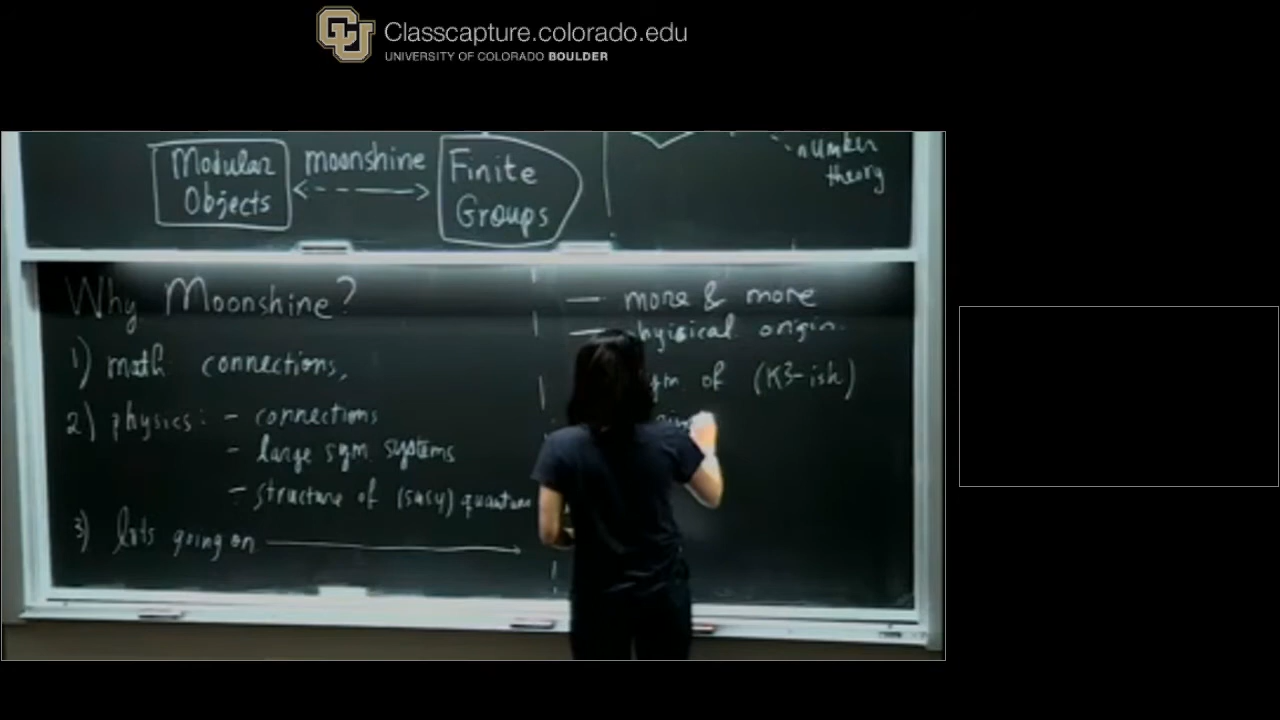 Classcapture.colorado.edu
UNIVERSITY OF COLORADO BOULDER
Modular
Objects
moonshine
Finite
Groups
number
theory
Why Moonshine?
1) math connections,
2) physics: - connections
- large sym systems
- structure of (susy) quantum
3) lots going on
— more & more
— origin.
of (K3-ish)